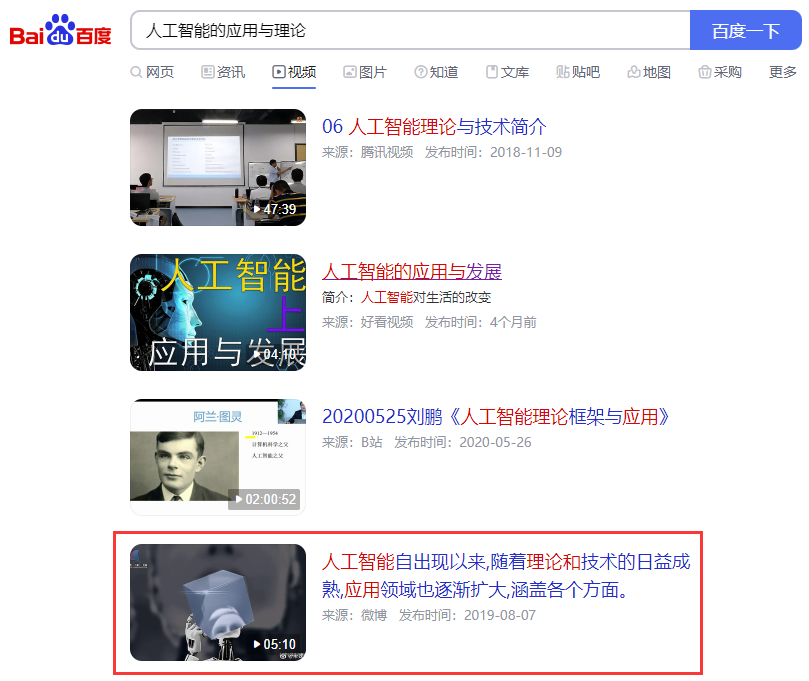 Bai du 百度
人工智能的应用与理论
百度一下
网页 资讯 视频 图片 知道 文库 贴吧 地图 采购 更多
06 人工智能理论与技术简介
来源：腾讯视频 发布时间：2018-11-09
47:39
人工智能
上
应用与发展
04:10
人工智能的应用与发展
简介：人工智能对生活的改变
来源：好看视频 发布时间：4个月前
阿兰·图灵
1912—1954
计算机科学之父
人工智能之父
02:00:52
20200525刘鹏《人工智能理论框架与应用》
来源：B站 发布时间：2020-05-26
05:10
人工智能自出现以来,随着理论和技术的日益成
熟,应用领域也逐渐扩大,涵盖各个方面。
来源：微博 发布时间：2019-08-07